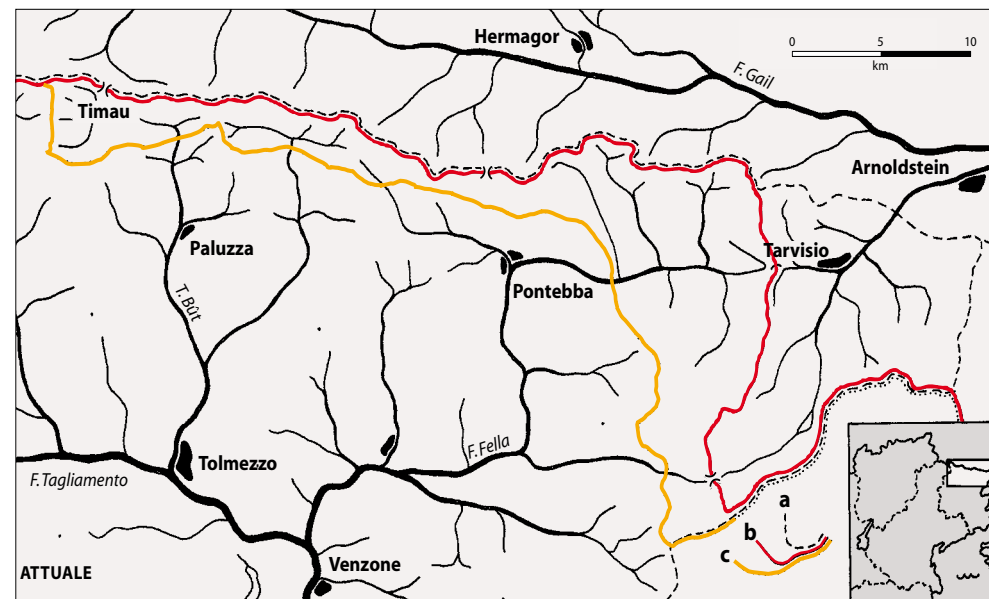 Hermagor
0 5 10
km
F. Gail
Timau
Arnoldstein
Paluzza
Tarvisio
Pontebba
T. Bût
F. Fella
Tolmezzo
F. Tagliamento
a
b
c
Venzone
ATTUALE